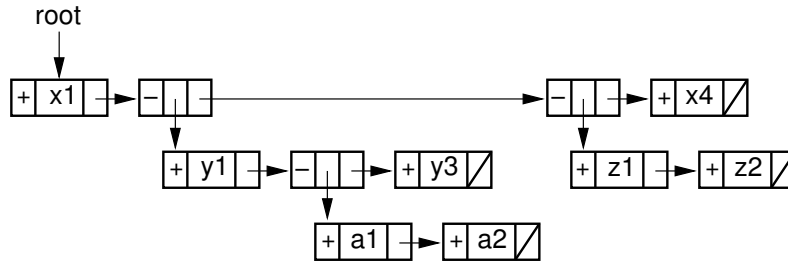 root
+ x1 − − + x4
+ y1 − + y3 + z1 + z2
+ a1 + a2